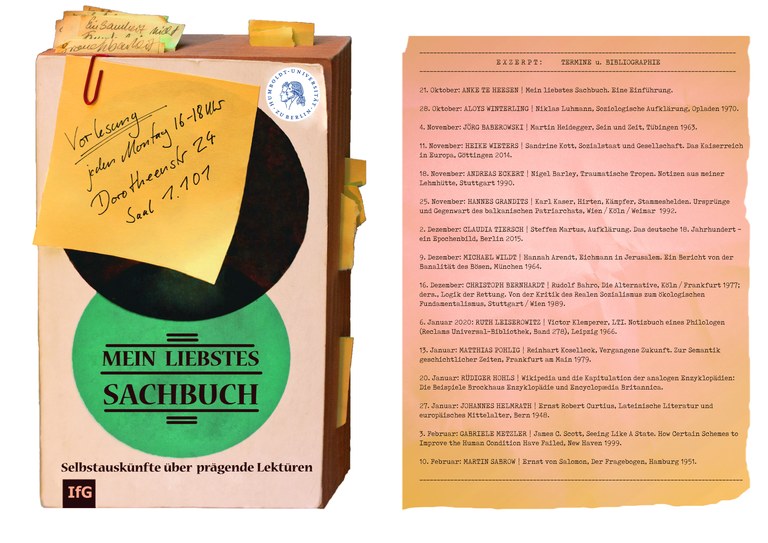 Einsamkeit nicht
HUMBOLDT-UNIVERSITÄT
ZU BERLIN
Vorlesung
jeden Montag 16-18 Uhr
Dorotheenstr 24
Saal 1.101
MEIN LIEBSTES
SACHBUCH
Selbstauskünfte über prägende Lektüren
IfG
EXZERPT: TERMINE u. BIBLIOGRAPHIE
21. Oktober: ANKE TE HEESEN | Mein liebstes Sachbuch. Eine Einführung.
28. Oktober: ALOYS WINTERLING | Niklas Luhmann, Soziologische Aufklärung, Opladen 1970.
4. November: JÖRG BABEROWSKI | Martin Heidegger, Sein und Zeit, Tübingen 1963.
11. November: HEIKE WIETERS | Sandrine Kott, Sozialstaat und Gesellschaft. Das Kaiserreich
in Europa, Göttingen 2014.
18. November: ANDREAS ECKERT | Nigel Barley, Traumatische Tropen. Notizen aus meiner
Lehmhütte, Stuttgart 1990.
25. November: HANNES GRANDITS | Karl Kaser, Hirten, Kämpfer, Stammeshelden. Ursprünge
und Gegenwart des balkanischen Patriarchats, Wien / Köln / Weimar 1992.
2. Dezember: CLAUDIA TIERSCH | Steffen Martus, Aufklärung. Das deutsche 18. Jahrhundert –
ein Epochenbild, Berlin 2015.
9. Dezember: MICHAEL WILDT | Hannah Arendt, Eichmann in Jerusalem. Ein Bericht von der
Banalität des Bösen, München 1964.
16. Dezember: CHRISTOPH BERNHARDT | Rudolf Bahro, Die Alternative, Köln / Frankfurt 1977;
ders., Logik der Rettung. Von der Kritik des Realen Sozialismus zum ökologischen
Fundamentalismus, Stuttgart / Wien 1989.
6. Januar 2020: RUTH LEISEROWITZ | Victor Klemperer, LTI. Notizbuch eines Philologen
(Reclams Universal-Bibliothek, Band 278), Leipzig 1966.
13. Januar: MATTHIAS POHLIG | Reinhart Koselleck, Vergangene Zukunft. Zur Semantik
geschichtlicher Zeiten, Frankfurt am Main 1979.
20. Januar: RÜDIGER HOHLS | Wikipedia und die Kapitulation der analogen Enzyklopädien:
Die Beispiele Brockhaus Enzyklopädie und Encyclopædia Britannica.
27. Januar: JOHANNES HELMRATH | Ernst Robert Curtius, Lateinische Literatur und
europäisches Mittelalter, Bern 1948.
3. Februar: GABRIELE METZLER | James C. Scott, Seeing Like A State. How Certain Schemes to
Improve the Human Condition Have Failed, New Haven 1999.
10. Februar: MARTIN SABROW | Ernst von Salomon, Der Fragebogen, Hamburg 1951.